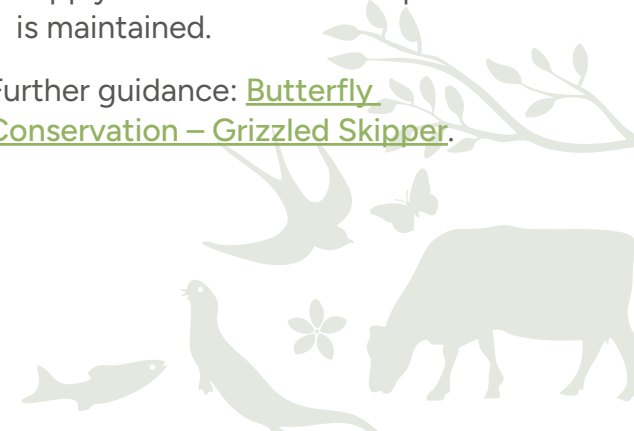 is maintained.
Further guidance: Butterfly
Conservation – Grizzled Skipper.